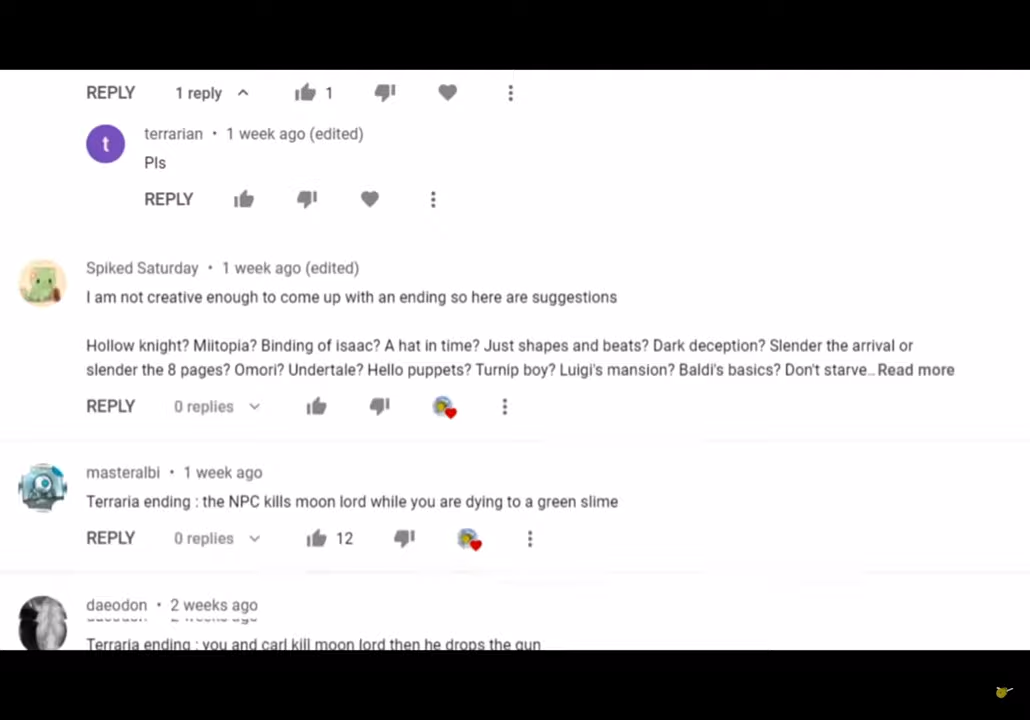 REPLY 1 reply 1
t terrarian • 1 week ago (edited)
Pls
REPLY
Spiked Saturday • 1 week ago (edited)
I am not creative enough to come up with an ending so here are suggestions
Hollow knight? Miitopia? Binding of isaac? A hat in time? Just shapes and beats? Dark deception? Slender the arrival or
slender the 8 pages? Omori? Undertale? Hello puppets? Turnip boy? Luigi's mansion? Baldi's basics? Don't starve... Read more
REPLY 0 replies
masteralbi • 1 week ago
Terraria ending : the NPC kills moon lord while you are dying to a green slime
REPLY 0 replies 12
daeodon • 2 weeks ago
Terraria ending : you and carl kill moon lord then he drops the gun